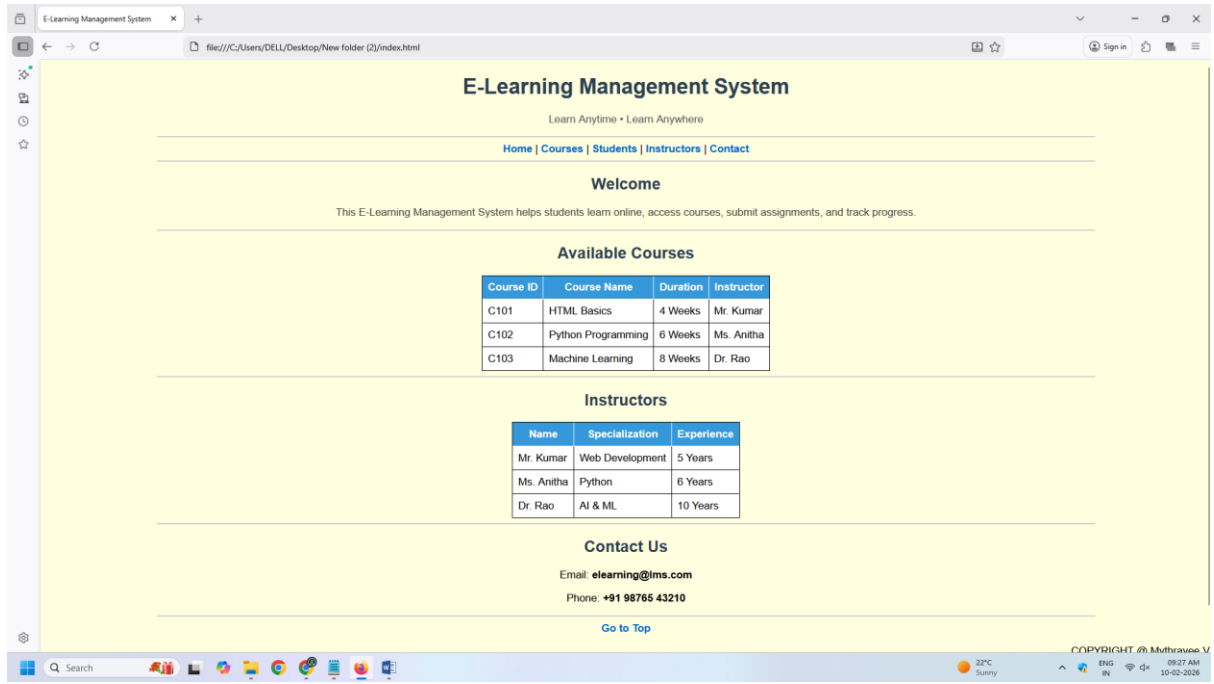 E-Learning Management System
file:///C:/Users/DELL/Desktop/New folder (2)/index.html
Sign in
E-Learning Management System
Learn Anytime • Learn Anywhere
Home | Courses | Students | Instructors | Contact
Welcome
This E-Learning Management System helps students learn online, access courses, submit assignments, and track progress.
Available Courses
Course ID Course Name Duration Instructor
C101 HTML Basics 4 Weeks Mr. Kumar
C102 Python Programming 6 Weeks Ms. Anitha
C103 Machine Learning 8 Weeks Dr. Rao
Instructors
Name Specialization Experience
Mr. Kumar Web Development 5 Years
Ms. Anitha Python 6 Years
Dr. Rao AI & ML 10 Years
Contact Us
Email: elearning@lms.com
Phone: +91 98765 43210
Go to Top
COPYRIGHT @ Mythrayee V
Search
22°C
Sunny
ENG
IN
09:27 AM
10-02-2026